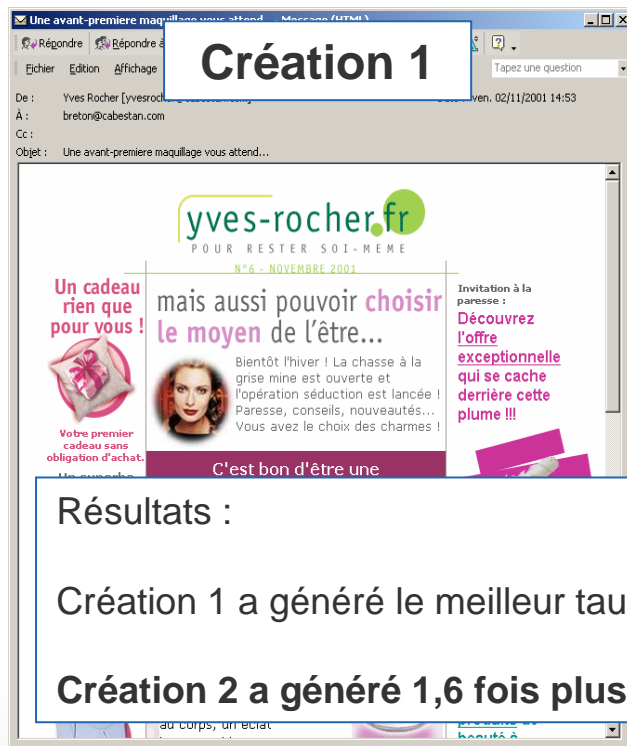 Une avant-premiere maquillage vous attend... - Message (HTML)
Création 1
Répondre Répondre à
Tapez une question
Fichier Edition Affichage
De : Yves Rocher ven. 02/11/2001 14:53
À : breton@cabestan.com
Cc :
Objet : Une avant-premiere maquillage vous attend...
yves-rocher.fr
POUR RESTER SOI-MEME
N°6 - NOVEMBRE 2001
Un cadeau
rien que
pour vous !
Votre premier
cadeau sans
obligation d'achat.
Un superbe
mais aussi pouvoir choisir
le moyen de l'être...
Bientôt l'hiver ! La chasse à la
grise mine est ouverte et
l'opération séduction est lancée !
Paresse, conseils, nouveautés...
Vous avez le choix des charmes !
C'est bon d'être une
Invitation à la
paresse :
Découvrez
l'offre
exceptionnelle
qui se cache
derrière cette
plume !!!
Résultats :
Création 1 a généré le meilleur tau
Création 2 a généré 1,6 fois plus
au corps, un éclat
produits de
beauté à